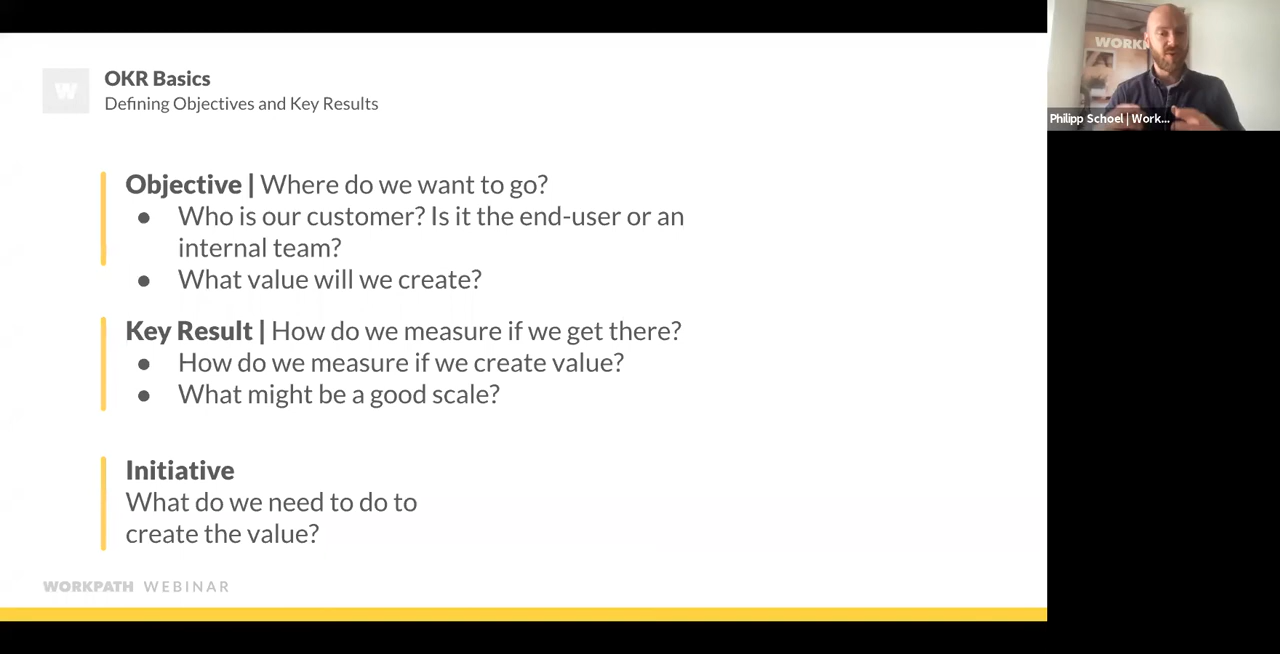 W
OKR Basics
Defining Objectives and Key Results
Objective | Where do we want to go?
● Who is our customer? Is it the end-user or an
internal team?
● What value will we create?
Key Result | How do we measure if we get there?
● How do we measure if we create value?
● What might be a good scale?
Initiative
What do we need to do to
create the value?
WORKPATH WEBINAR
WORK
Philipp Schoel | Work...